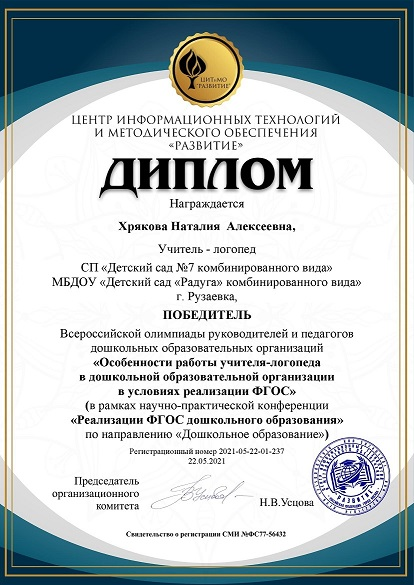 ЦИТиМО
"РАЗВИТИЕ"
ЦЕНТР ИНФОРМАЦИОННЫХ ТЕХНОЛОГИЙ
И МЕТОДИЧЕСКОГО ОБЕСПЕЧЕНИЯ
«РАЗВИТИЕ»
ДИПЛОМ
Награждается
Хрякова Наталия Алексеевна,
Учитель - логопед
СП «Детский сад №7 комбинированного вида»
МБДОУ «Детский сад «Радуга» комбинированного вида»
г. Рузаевка,
ПОБЕДИТЕЛЬ
Всероссийской олимпиады руководителей и педагогов
дошкольных образовательных организаций
«Особенности работы учителя-логопеда
в дошкольной образовательной организации
в условиях реализации ФГОС»
(в рамках научно-практической конференции
«Реализации ФГОС дошкольного образования»
по направлению «Дошкольное образование»)
Регистрационный номер 2021-05-22-01-237
22.05.2021
Председатель
организационного
комитета
Н.В.Усцова
РАЗВИТИЕ
Свидетельство о регистрации СМИ №ФС77-56432